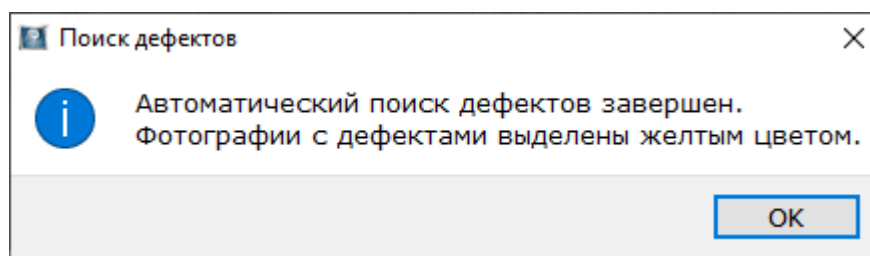 Поиск дефектов
Автоматический поиск дефектов завершен.
Фотографии с дефектами выделены желтым цветом.
OK